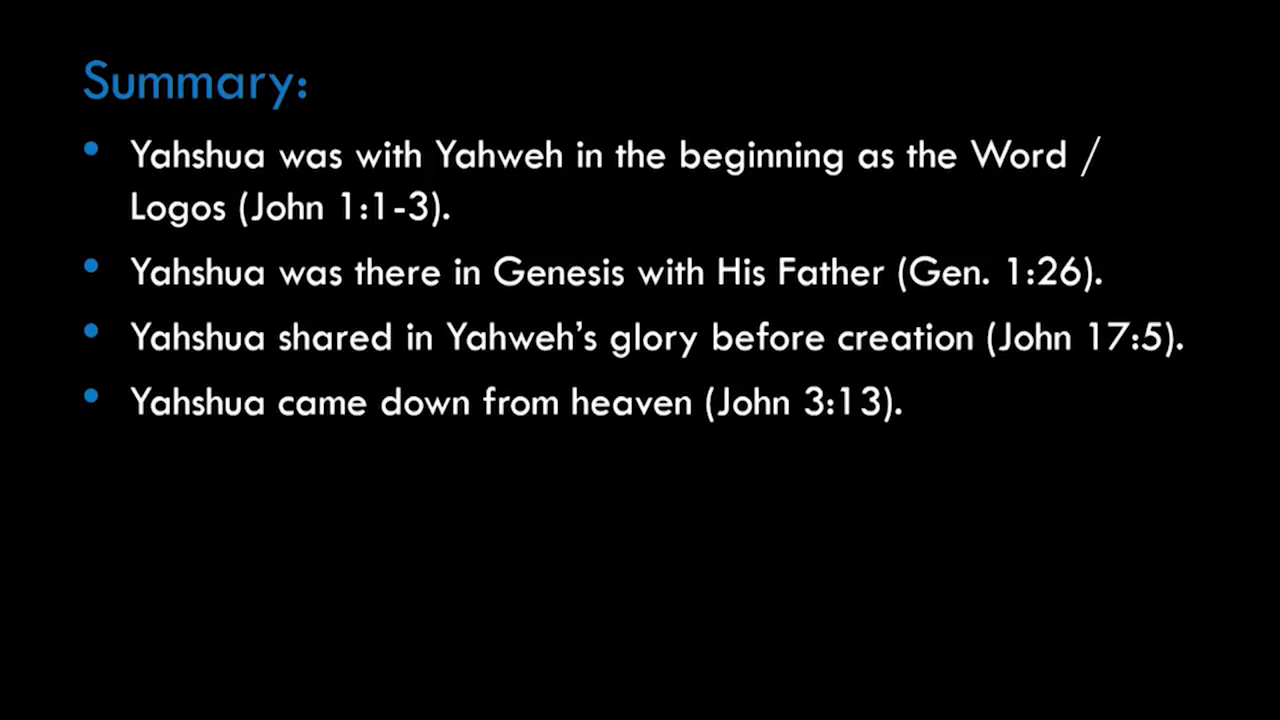 Summary:
• Yahshua was with Yahweh in the beginning as the Word /
Logos (John 1:1-3).
• Yahshua was there in Genesis with His Father (Gen. 1:26).
• Yahshua shared in Yahweh’s glory before creation (John 17:5).
• Yahshua came down from heaven (John 3:13).